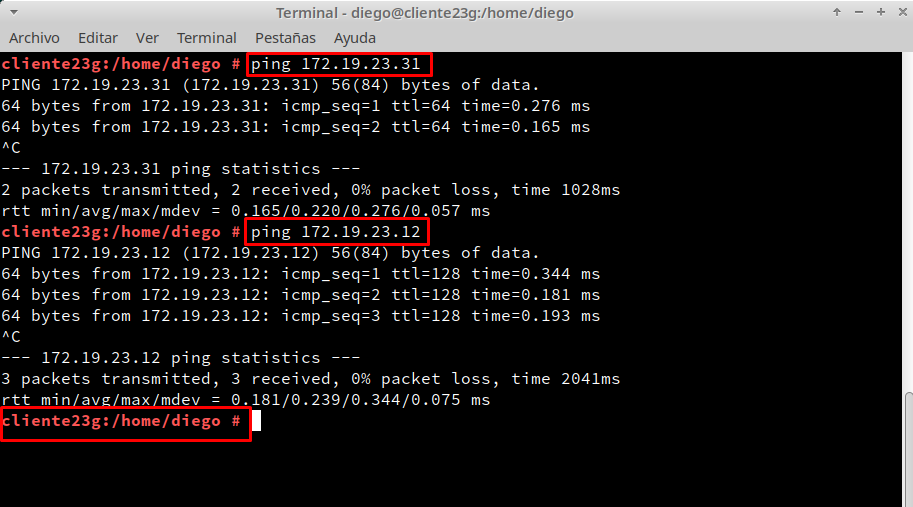 Terminal - diego@cliente23g:/home/diego
Archivo Editar Ver Terminal Pestañas Ayuda
cliente23g:/home/diego # ping 172.19.23.31
PING 172.19.23.31 (172.19.23.31) 56(84) bytes of data.
64 bytes from 172.19.23.31: icmp_seq=1 ttl=64 time=0.276 ms
64 bytes from 172.19.23.31: icmp_seq=2 ttl=64 time=0.165 ms
^C
--- 172.19.23.31 ping statistics ---
2 packets transmitted, 2 received, 0% packet loss, time 1028ms
rtt min/avg/max/mdev = 0.165/0.220/0.276/0.057 ms
cliente23g:/home/diego # ping 172.19.23.12
PING 172.19.23.12 (172.19.23.12) 56(84) bytes of data.
64 bytes from 172.19.23.12: icmp_seq=1 ttl=128 time=0.344 ms
64 bytes from 172.19.23.12: icmp_seq=2 ttl=128 time=0.181 ms
64 bytes from 172.19.23.12: icmp_seq=3 ttl=128 time=0.193 ms
^C
--- 172.19.23.12 ping statistics ---
3 packets transmitted, 3 received, 0% packet loss, time 2041ms
rtt min/avg/max/mdev = 0.181/0.239/0.344/0.075 ms
cliente23g:/home/diego #